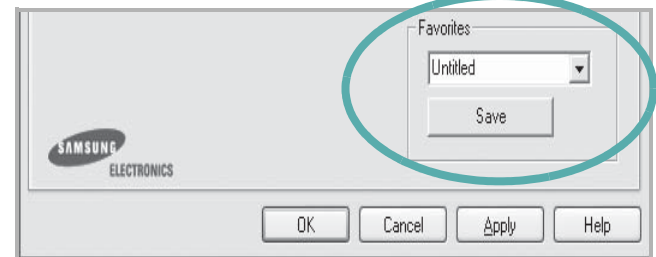 Favorites
Untitled
Save
SAMSUNG
ELECTRONICS
OK Cancel Apply Help